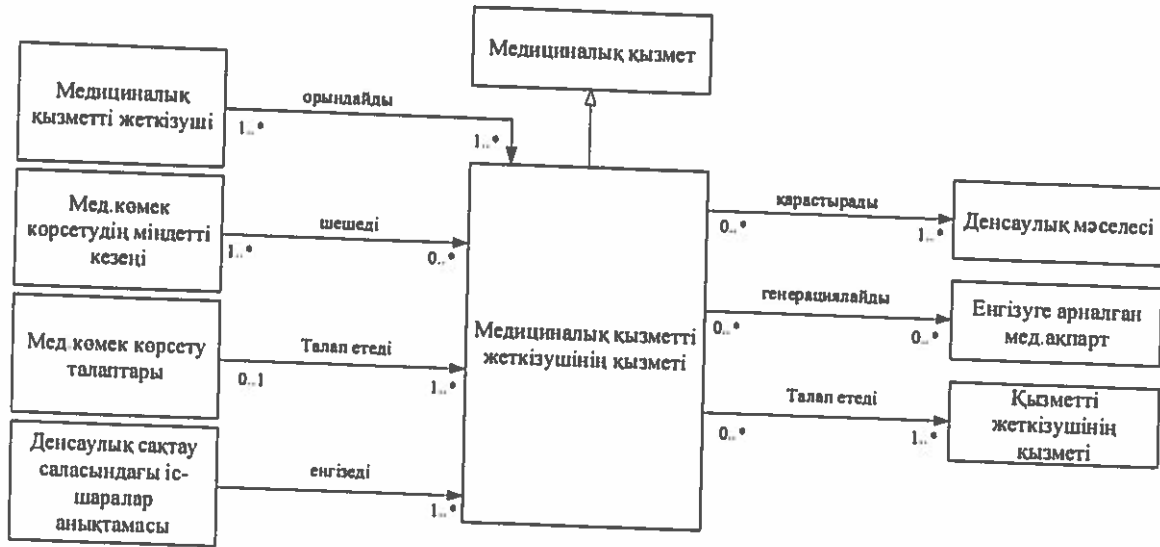 Медициналық қызмет
Медициналық
қызметті жеткізуші
орындайды
1..*
1..*
Мед.көмек
көрсетудің міндетті
кезеңі
шешеді
1..*
0..*
Мед.көмек көрсету
талаптары
Талап етеді
0..1
1..*
Денсаулық сақтау
саласындағы іс-
шаралар
анықтамасы
енгізеді
1..*
Медициналық қызметті
жеткізушінің қызметі
қарастырады
0..*
1..*
Денсаулық мәселесі
генерациялайды
0..*
0..*
Енгізуге арналған
мед.ақпарт
Талап етеді
0..*
1..*
Қызметті
жеткізушінің
қызметі